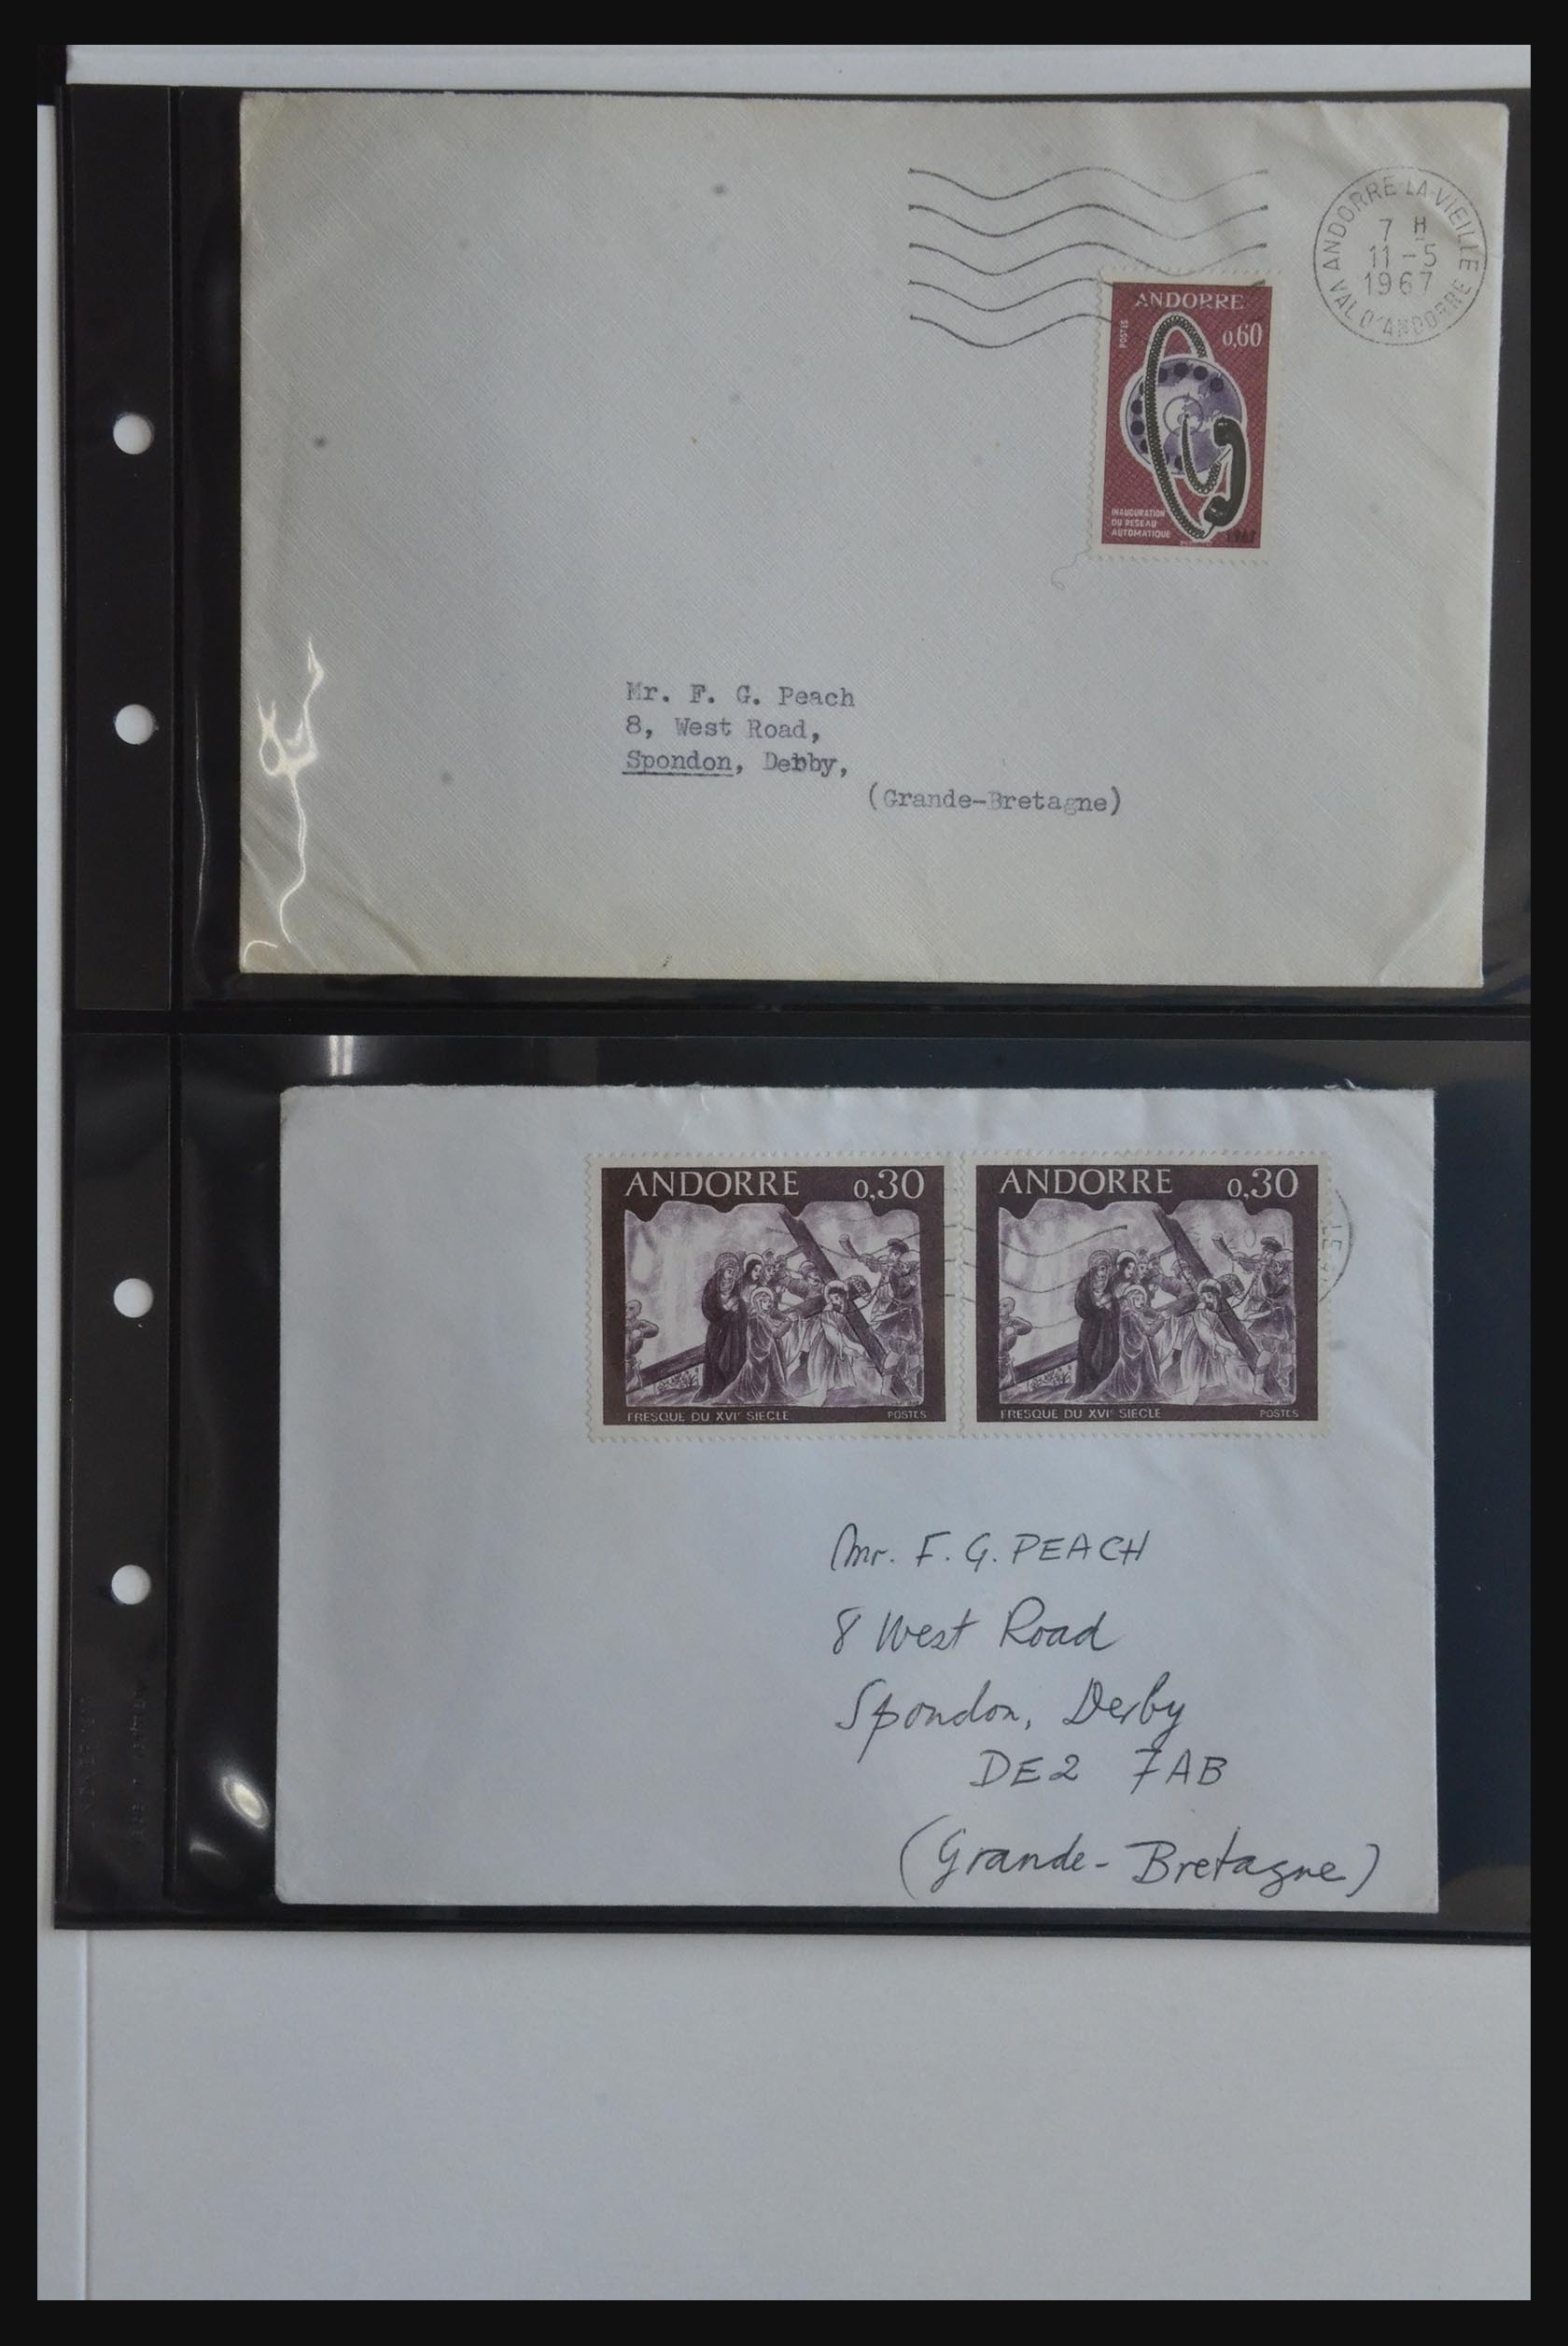 ANDORRE-LA-VIEILLE
7 H
11-5
1967
VAL D'ANDORRE
ANDORRE
POSTES
0,60
INAUGURATION
DU RESEAU
AUTOMATIQUE
1967
Mr. F. G. Peach
8, West Road,
Spondon, Derby,
(Grande-Bretagne)
ANDORRE 0,30
FRESQUE DU XVIe SIECLE POSTES
ANDORRE 0,30
FRESQUE DU XVIe SIECLE POSTES
Mr. F. G. PEACH
8 West Road
Spondon, Derby
DE2 7AB
(Grande-Bretagne)